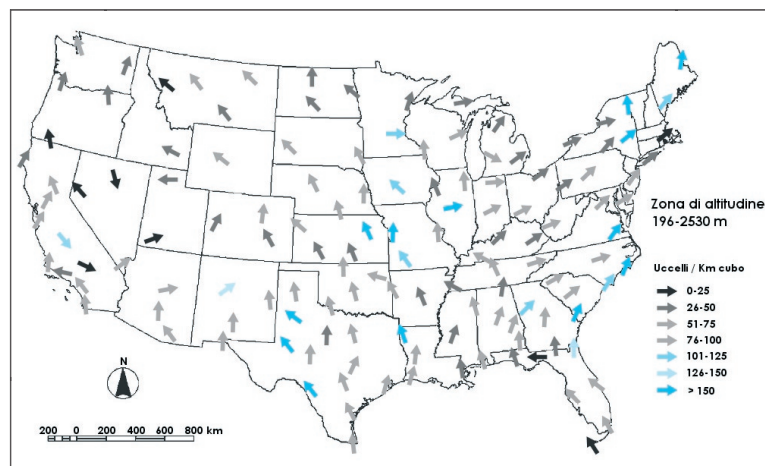 Zona di altitudine
196-2530 m
Uccelli / Km cubo
0-25
26-50
51-75
76-100
101-125
126-150
> 150
N
200 0 200 400 600 800 km